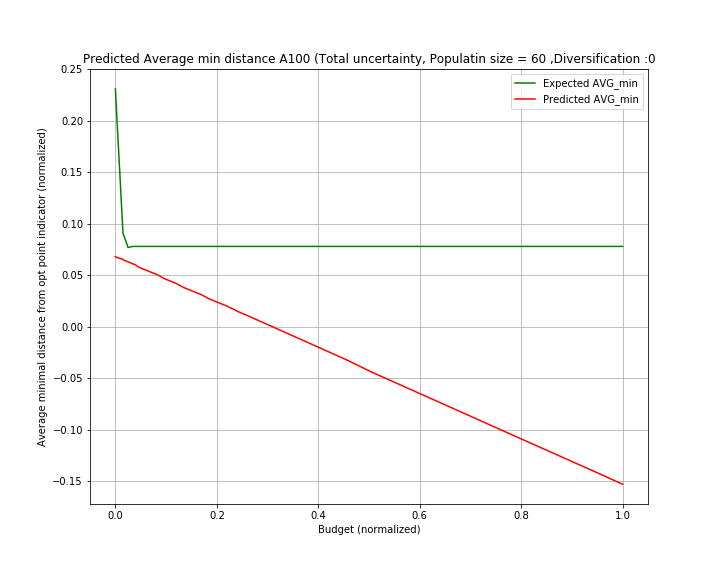 Predicted Average min distance A100 (Total uncertainty, Populatin size = 60 ,Diversification :0
Expected AVG_min
Predicted AVG_min
Average minimal distance from opt point indicator (normalized)
0.25
0.20
0.15
0.10
0.05
0.00
−0.05
−0.10
−0.15
0.0 0.2 0.4 0.6 0.8 1.0
Budget (normalized)